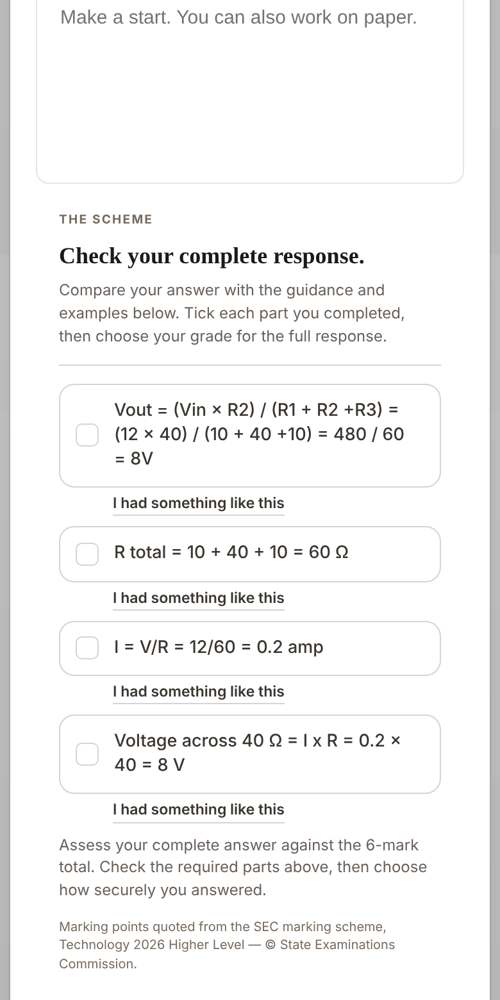 Make a start. You can also work on paper.
THE SCHEME
Check your complete response.
Compare your answer with the guidance and
examples below. Tick each part you completed,
then choose your grade for the full response.
Vout = (Vin × R2) / (R1 + R2 +R3) =
(12 × 40) / (10 + 40 +10) = 480 / 60
= 8V
I had something like this
R total = 10 + 40 + 10 = 60 Ω
I had something like this
I = V/R = 12/60 = 0.2 amp
I had something like this
Voltage across 40 Ω = I x R = 0.2 ×
40 = 8 V
I had something like this
Assess your complete answer against the 6-mark
total. Check the required parts above, then choose
how securely you answered.
Marking points quoted from the SEC marking scheme,
Technology 2026 Higher Level — © State Examinations
Commission.